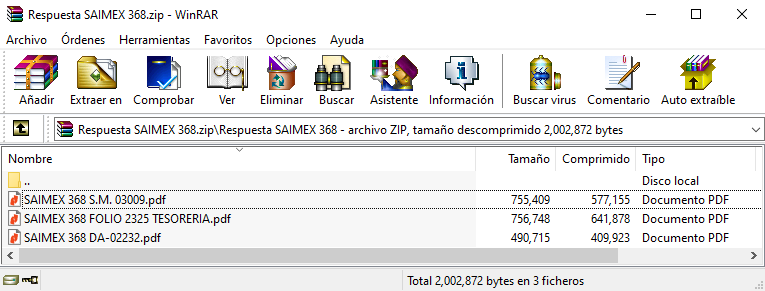 Respuesta SAIMEX 368.zip - WinRAR
Archivo Órdenes Herramientas Favoritos Opciones Ayuda
Añadir Extraer en Comprobar Ver Eliminar Buscar Asistente Información Buscar virus Comentario Auto extraíble
Respuesta SAIMEX 368.zip\Respuesta SAIMEX 368 - archivo ZIP, tamaño descomprimido 2,002,872 bytes
Nombre Tamaño Comprimido Tipo
.. Disco local
SAIMEX 368 S.M. 03009.pdf 755,409 577,155 Documento PDF
SAIMEX 368 FOLIO 2325 TESORERIA.pdf 756,748 641,878 Documento PDF
SAIMEX 368 DA-02232.pdf 490,715 409,923 Documento PDF
Total 2,002,872 bytes en 3 ficheros